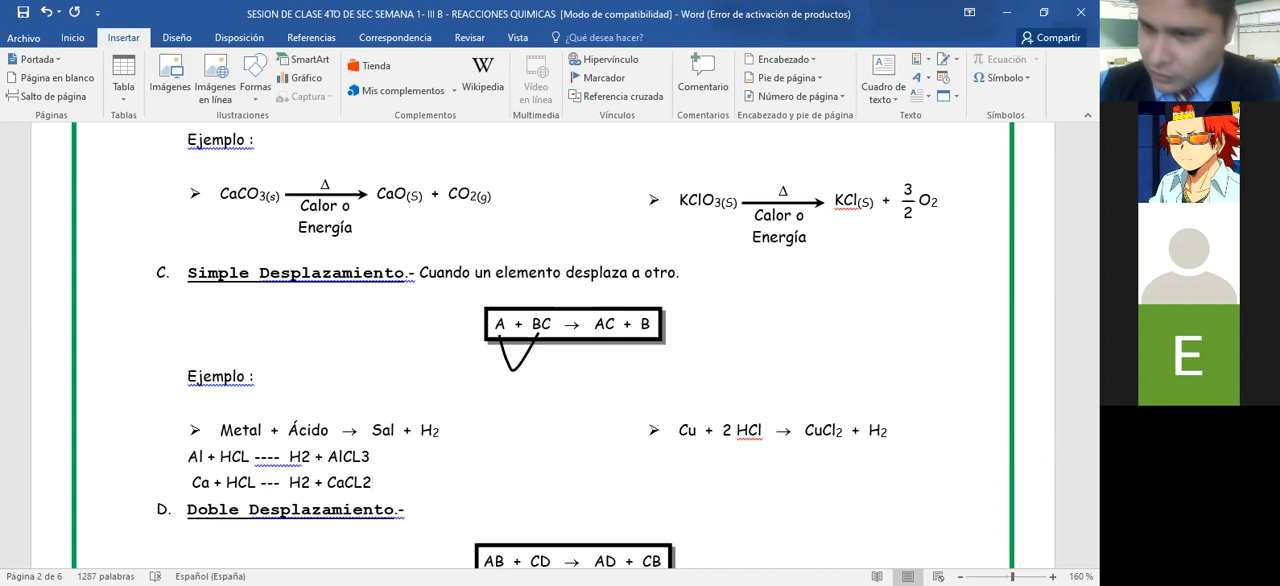 SESION DE CLASE 4TO DE SEC SEMANA 1- III B - REACCIONES QUIMICAS [Modo de compatibilidad] - Word (Error de activación de productos)
Archivo Inicio Insertar Diseño Disposición Referencias Correspondencia Revisar Vista ¿Qué desea hacer? Compartir
Portada
Página en blanco
Salto de página
Páginas
Tabla
Tablas
Imágenes
Imágenes en línea
Formas
SmartArt
Gráfico
Captura
Ilustraciones
Tienda
Mis complementos
Wikipedia
Complementos
Vídeo en línea
Multimedia
Hipervínculo
Marcador
Referencia cruzada
Vínculos
Comentario
Comentarios
Encabezado
Pie de página
Número de página
Encabezado y pie de página
Cuadro de texto
Texto
Ecuación
Símbolo
Símbolos
Ejemplo :
CaCO3(s) Δ Calor o Energía CaO(S) + CO2(g)
KClO3(S) Δ Calor o Energía KCl(S) + 3/2 O2
C. Simple Desplazamiento.- Cuando un elemento desplaza a otro.
A + BC → AC + B
Ejemplo :
Metal + Ácido → Sal + H2
Cu + 2 HCl → CuCl2 + H2
Al + HCL ---- H2 + AlCL3
Ca + HCL --- H2 + CaCL2
D. Doble Desplazamiento.-
AB + CD → AD + CB
E
Página 2 de 6 1287 palabras Español (España) 160 %